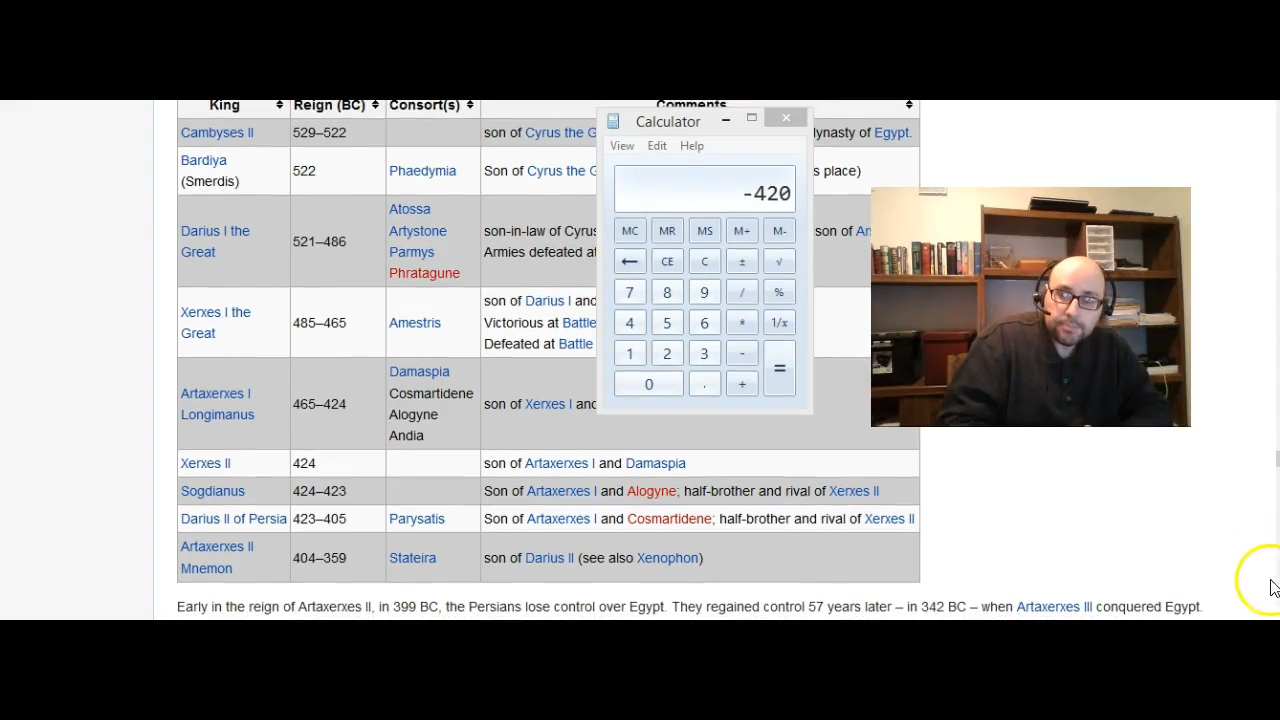 King Reign (BC) Consort(s) Comments
Calculator
View Edit Help
-420
MC MR MS M+ M-
← CE C ± √
7 8 9 / %
4 5 6 * 1/x
1 2 3 - =
0 . +
Cambyses II 529–522 son of Cyrus the G dynasty of Egypt.
Bardiya
(Smerdis) 522 Phaedymia Son of Cyrus the G s place)
Atossa
Darius I the
Great 521–486
Artystone
Parmys
Phratagune
son-in-law of Cyrus son of
Armies defeated at
Xerxes I the
Great 485–465 Amestris
son of Darius I and
Victorious at Battle
Defeated at Battle
Artaxerxes I
Longimanus 465–424
Damaspia
Cosmartidene
Alogyne
Andia
son of Xerxes I and
Xerxes II 424 son of Artaxerxes I and Damaspia
Sogdianus 424–423 Son of Artaxerxes I and Alogyne; half-brother and rival of Xerxes II
Darius II of Persia 423–405 Parysatis Son of Artaxerxes I and Cosmartidene; half-brother and rival of Xerxes II
Artaxerxes II
Mnemon 404–359 Stateira son of Darius II (see also Xenophon)
Early in the reign of Artaxerxes II, in 399 BC, the Persians lose control over Egypt. They regained control 57 years later – in 342 BC – when Artaxerxes III conquered Egypt.